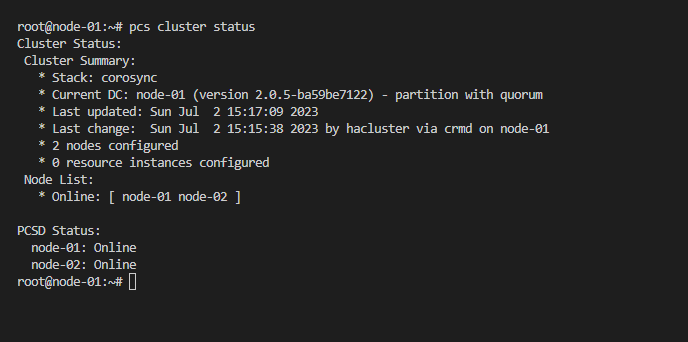 root@node-01:~# pcs cluster status
Cluster Status:
 Cluster Summary:
   * Stack: corosync
   * Current DC: node-01 (version 2.0.5-ba59be7122) - partition with quorum
   * Last updated: Sun Jul  2 15:17:09 2023
   * Last change:  Sun Jul  2 15:15:38 2023 by hacluster via crmd on node-01
   * 2 nodes configured
   * 0 resource instances configured
 Node List:
   * Online: [ node-01 node-02 ]

PCSD Status:
  node-01: Online
  node-02: Online
root@node-01:~#